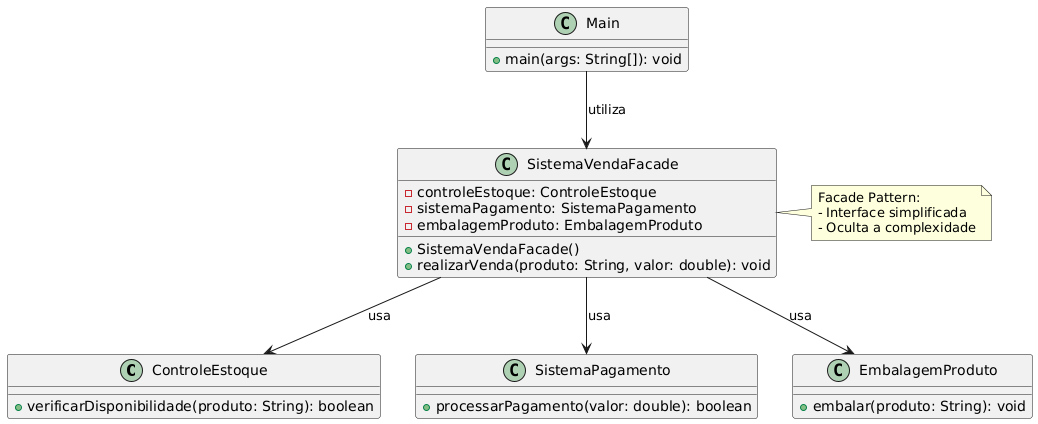 C Main
main(args: String[]): void
utiliza
C SistemaVendaFacade
controleEstoque: ControleEstoque
sistemaPagamento: SistemaPagamento
embalagemProduto: EmbalagemProduto
SistemaVendaFacade()
realizarVenda(produto: String, valor: double): void
Facade Pattern:
- Interface simplificada
- Oculta a complexidade
usa
usa
usa
C ControleEstoque
verificarDisponibilidade(produto: String): boolean
C SistemaPagamento
processarPagamento(valor: double): boolean
C EmbalagemProduto
embalar(produto: String): void